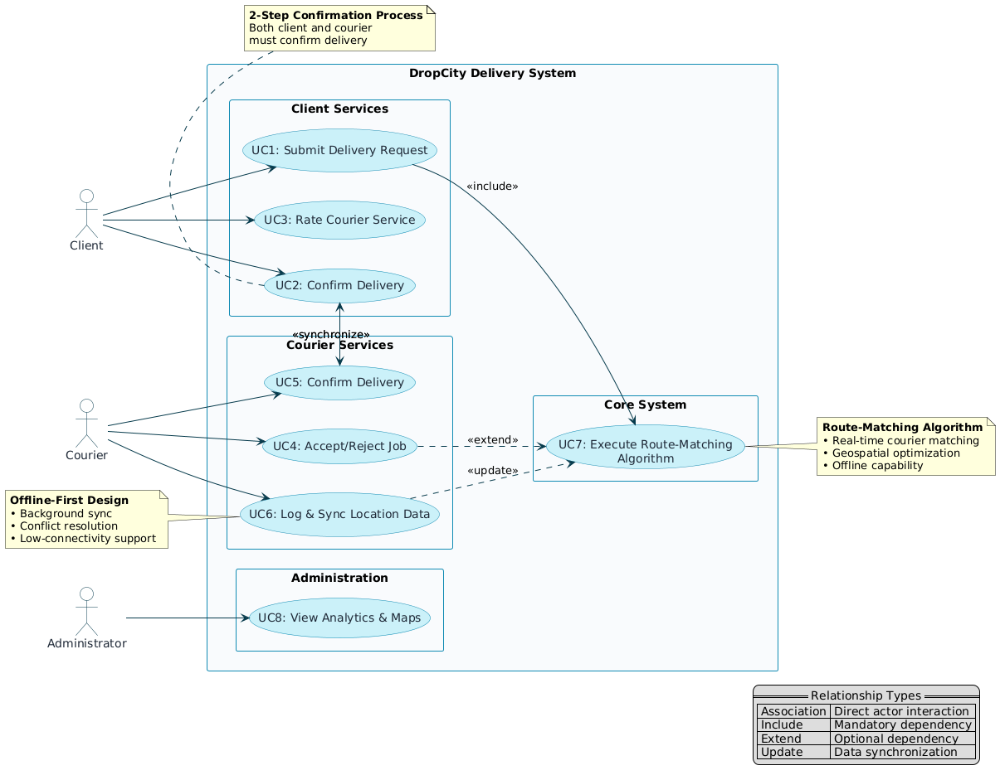 2-Step Confirmation Process
Both client and courier
must confirm delivery
DropCity Delivery System
Client Services
UC1: Submit Delivery Request
«include»
UC3: Rate Courier Service
Client
UC2: Confirm Delivery
«synchronize»
Courier Services
UC5: Confirm Delivery
Courier
UC4: Accept/Reject Job
«extend»
«update»
Core System
UC7: Execute Route-Matching
Algorithm
Route-Matching Algorithm
• Real-time courier matching
• Geospatial optimization
• Offline capability
Offline-First Design
• Background sync
• Conflict resolution
• Low-connectivity support
UC6: Log & Sync Location Data
Administration
UC8: View Analytics & Maps
Administrator
Relationship Types
Association Direct actor interaction
Include Mandatory dependency
Extend Optional dependency
Update Data synchronization